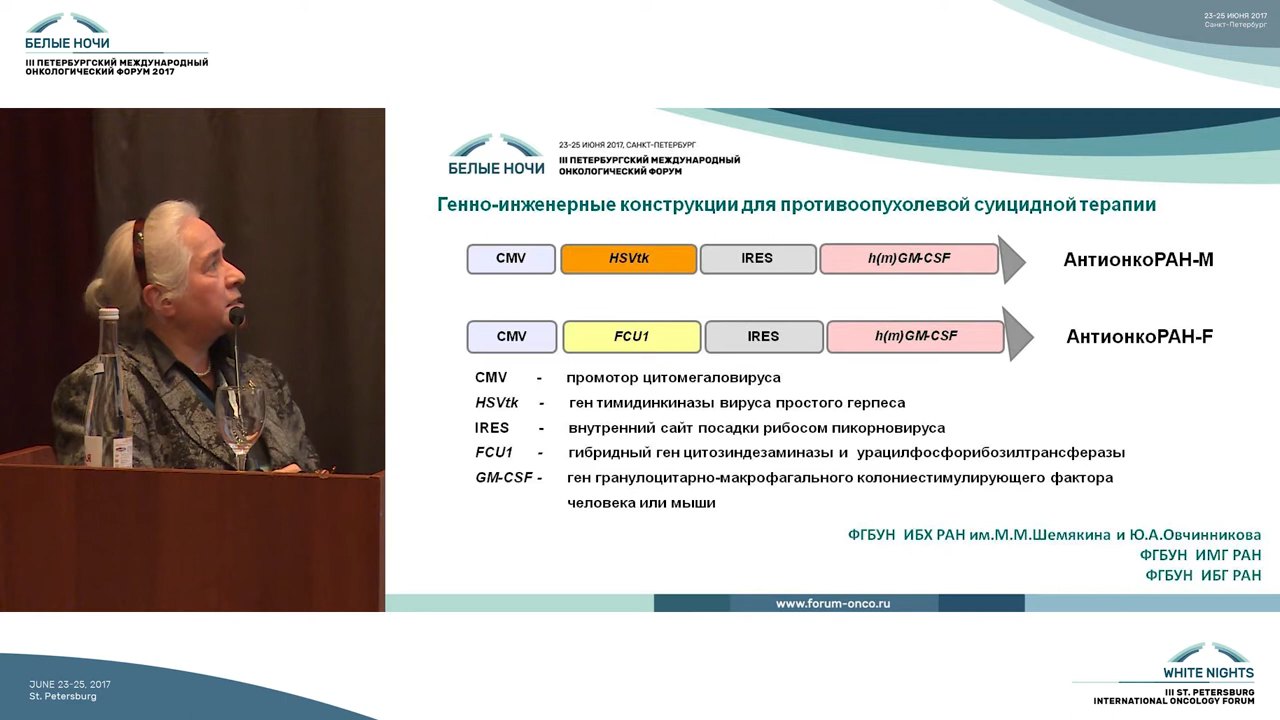 БЕЛЫЕ НОЧИ
III ПЕТЕРБУРГСКИЙ МЕЖДУНАРОДНЫЙ
ОНКОЛОГИЧЕСКИЙ ФОРУМ 2017
23-25 ИЮНЯ 2017
Санкт-Петербург
БЕЛЫЕ НОЧИ
23-25 ИЮНЯ 2017, САНКТ-ПЕТЕРБУРГ
III ПЕТЕРБУРГСКИЙ МЕЖДУНАРОДНЫЙ
ОНКОЛОГИЧЕСКИЙ ФОРУМ
Генно-инженерные конструкции для противоопухолевой суицидной терапии
CMV HSVtk IRES h(m)GM-CSF АнтионкоРАН-М
CMV FCU1 IRES h(m)GM-CSF АнтионкоРАН-F
CMV - промотор цитомегаловируса
HSVtk - ген тимидинкиназы вируса простого герпеса
IRES - внутренний сайт посадки рибосом пикорновируса
FCU1 - гибридный ген цитозиндезаминазы и урацилфосфорибозилтрансферазы
GM-CSF - ген гранулоцитарно-макрофагального колониестимулирующего фактора
человека или мыши
ФГБУН ИБХ РАН им.М.М.Шемякина и Ю.А.Овчинникова
ФГБУН ИМГ РАН
ФГБУН ИБГ РАН
www.forum-onco.ru
JUNE 23-25, 2017
St. Petersburg
WHITE NIGHTS
III ST. PETERSBURG
INTERNATIONAL ONCOLOGY FORUM